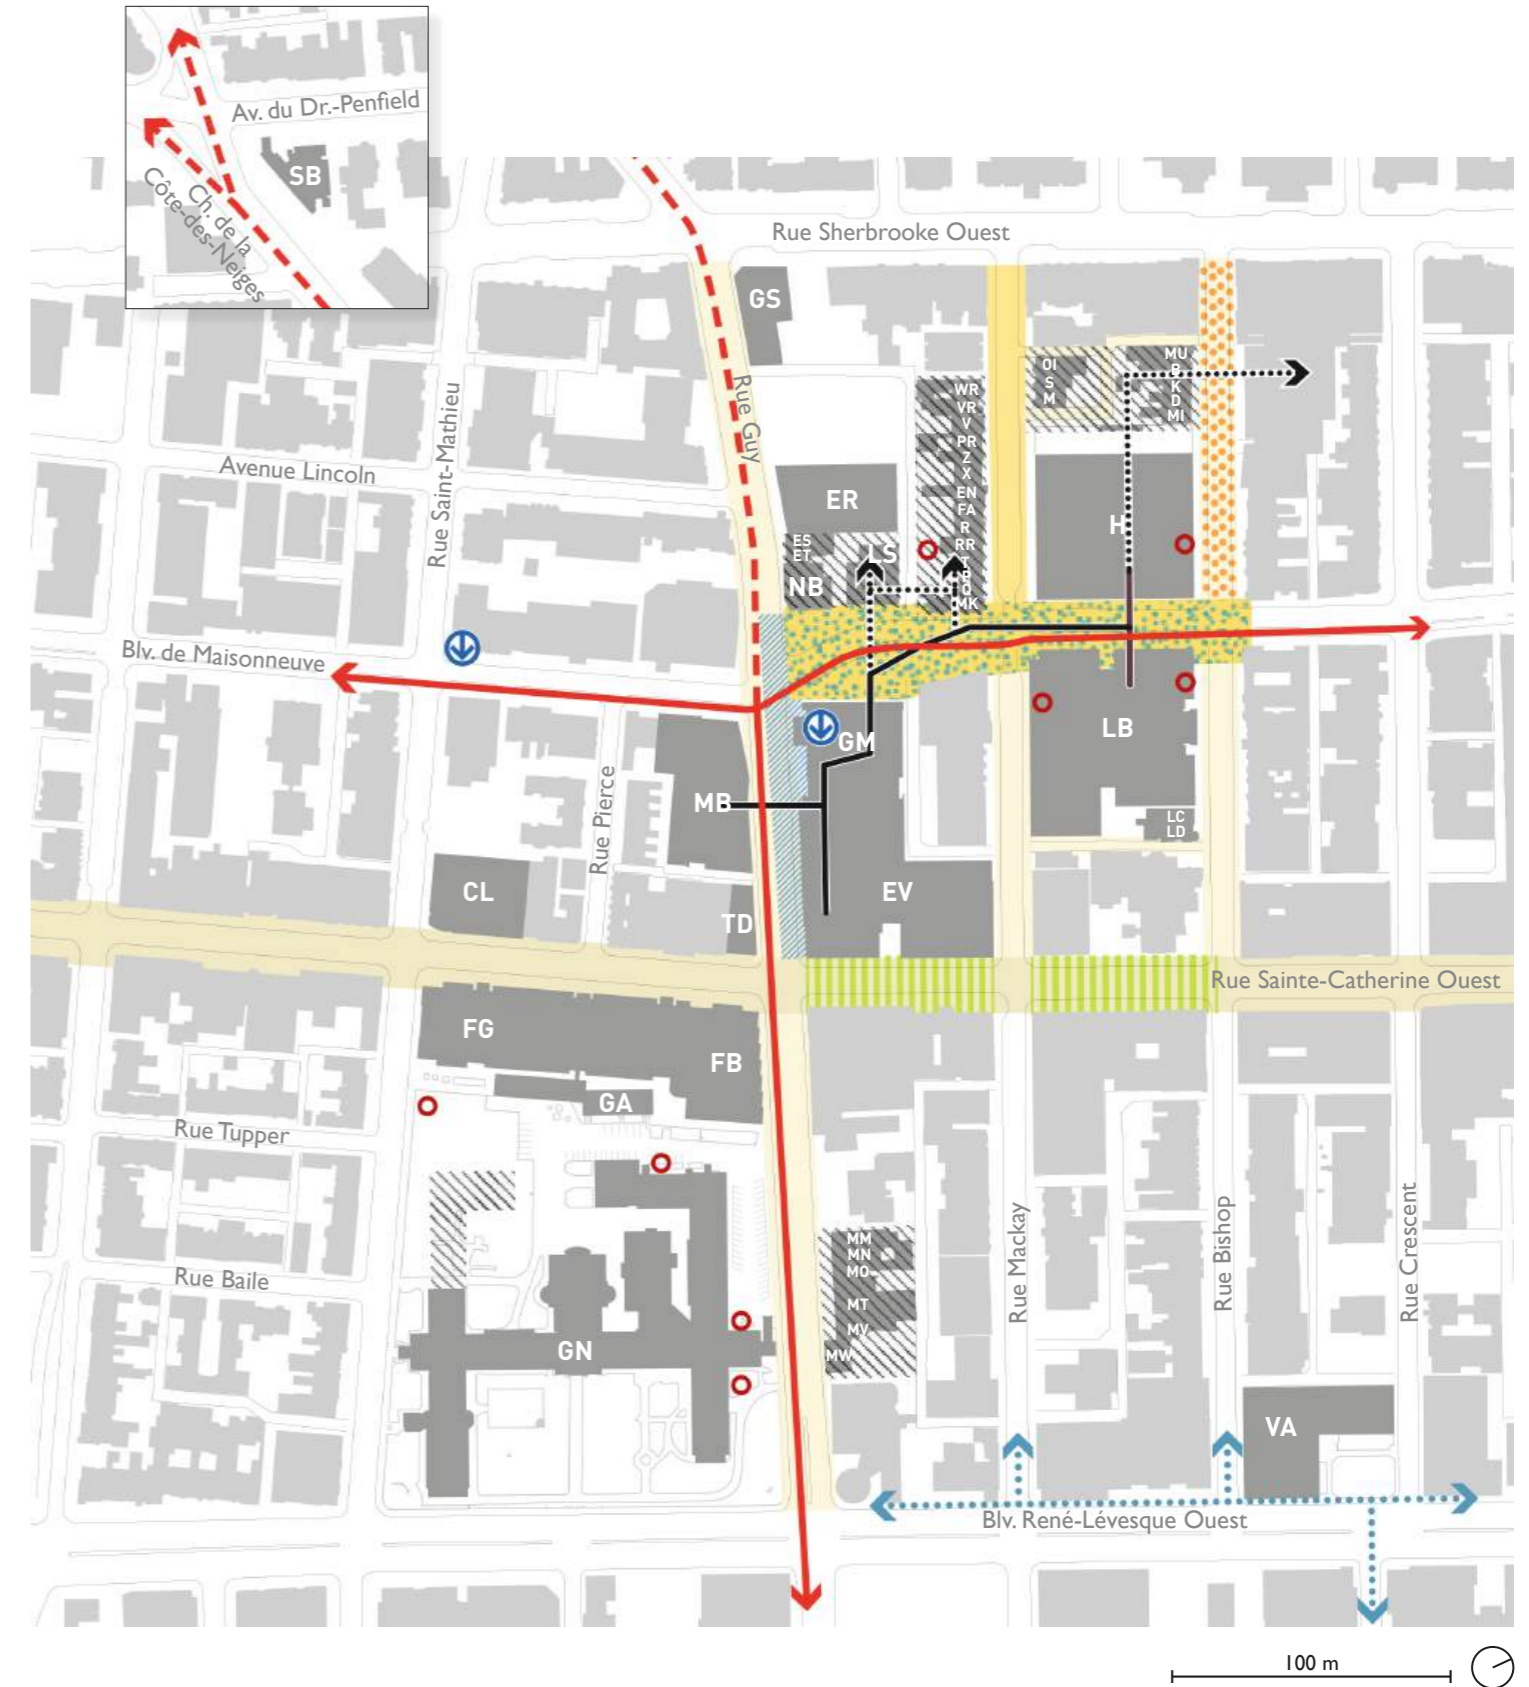 Av. du Dr.-Penfield
SB
Ch. de la
Côte-des-Neiges
Rue Sherbrooke Ouest
GS
Rue Guy
Rue Saint-Mathieu
Avenue Lincoln
WR
VR
V
PR
Z
X
EN
FA
R
RR
T
P
Q
MK
OI
S
M
MU
B
K
D
MI
ER
ES
ET
LS
NB
H
Blv. de Maisonneuve
GM
LB
MB
LC
LD
Rue Pierce
CL
EV
TD
Rue Sainte-Catherine Ouest
FG
FB
GA
Rue Tupper
Rue Mackay
Rue Bishop
Rue Crescent
MM
MN
MO
MT
MV
MW
Rue Baile
GN
VA
Blv. René-Lévesque Ouest
100 m